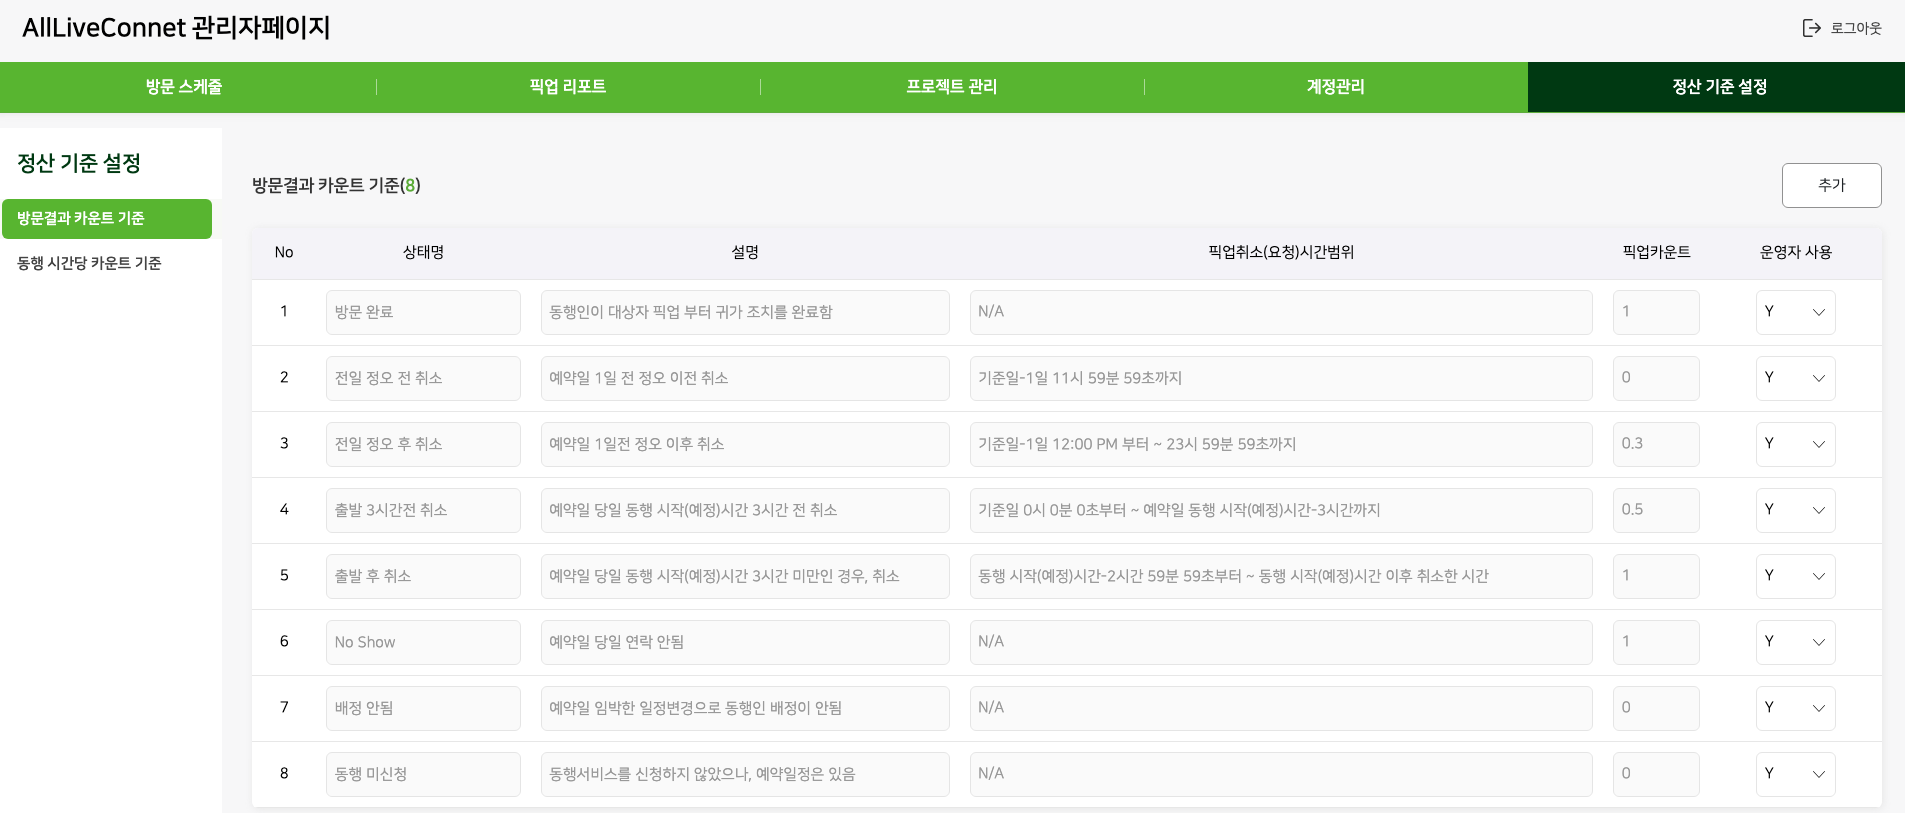 AllLiveConnet 관리자페이지
로그아웃
방문 스케줄 픽업 리포트 프로젝트 관리 계정관리 정산 기준 설정
정산 기준 설정
방문결과 카운트 기준
동행 시간당 카운트 기준
방문결과 카운트 기준(8)
추가
No 상태명 설명 픽업취소(요청)시간범위 픽업카운트 운영자 사용
1 방문 완료 동행인이 대상자 픽업 부터 귀가 조치를 완료함 N/A 1 Y
2 전일 정오 전 취소 예약일 1일 전 정오 이전 취소 기준일-1일 11시 59분 59초까지 0 Y
3 전일 정오 후 취소 예약일 1일전 정오 이후 취소 기준일-1일 12:00 PM 부터 ~ 23시 59분 59초까지 0.3 Y
4 출발 3시간전 취소 예약일 당일 동행 시작(예정)시간 3시간 전 취소 기준일 0시 0분 0초부터 ~ 예약일 동행 시작(예정)시간-3시간까지 0.5 Y
5 출발 후 취소 예약일 당일 동행 시작(예정)시간 3시간 미만인 경우, 취소 동행 시작(예정)시간-2시간 59분 59초부터 ~ 동행 시작(예정)시간 이후 취소한 시간 1 Y
6 No Show 예약일 당일 연락 안됨 N/A 1 Y
7 배정 안됨 예약일 임박한 일정변경으로 동행인 배정이 안됨 N/A 0 Y
8 동행 미신청 동행서비스를 신청하지 않았으나, 예약일정은 있음 N/A 0 Y